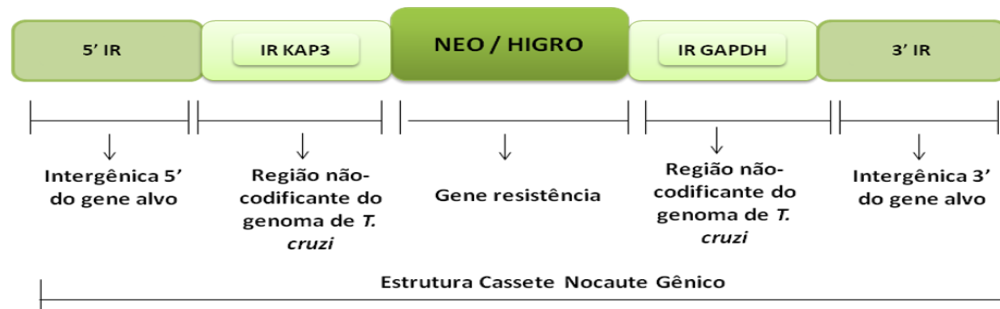 5’ IR
IR KAP3
NEO / HIGRO
IR GAPDH
3’ IR
Intergênica 5’
do gene alvo
Região não-
codificante do
genoma de T.
cruzi
Gene resistência
Região não-
codificante do
genoma de T.
cruzi
Intergênica 3’
do gene alvo
Estrutura Cassete Nocaute Gênico